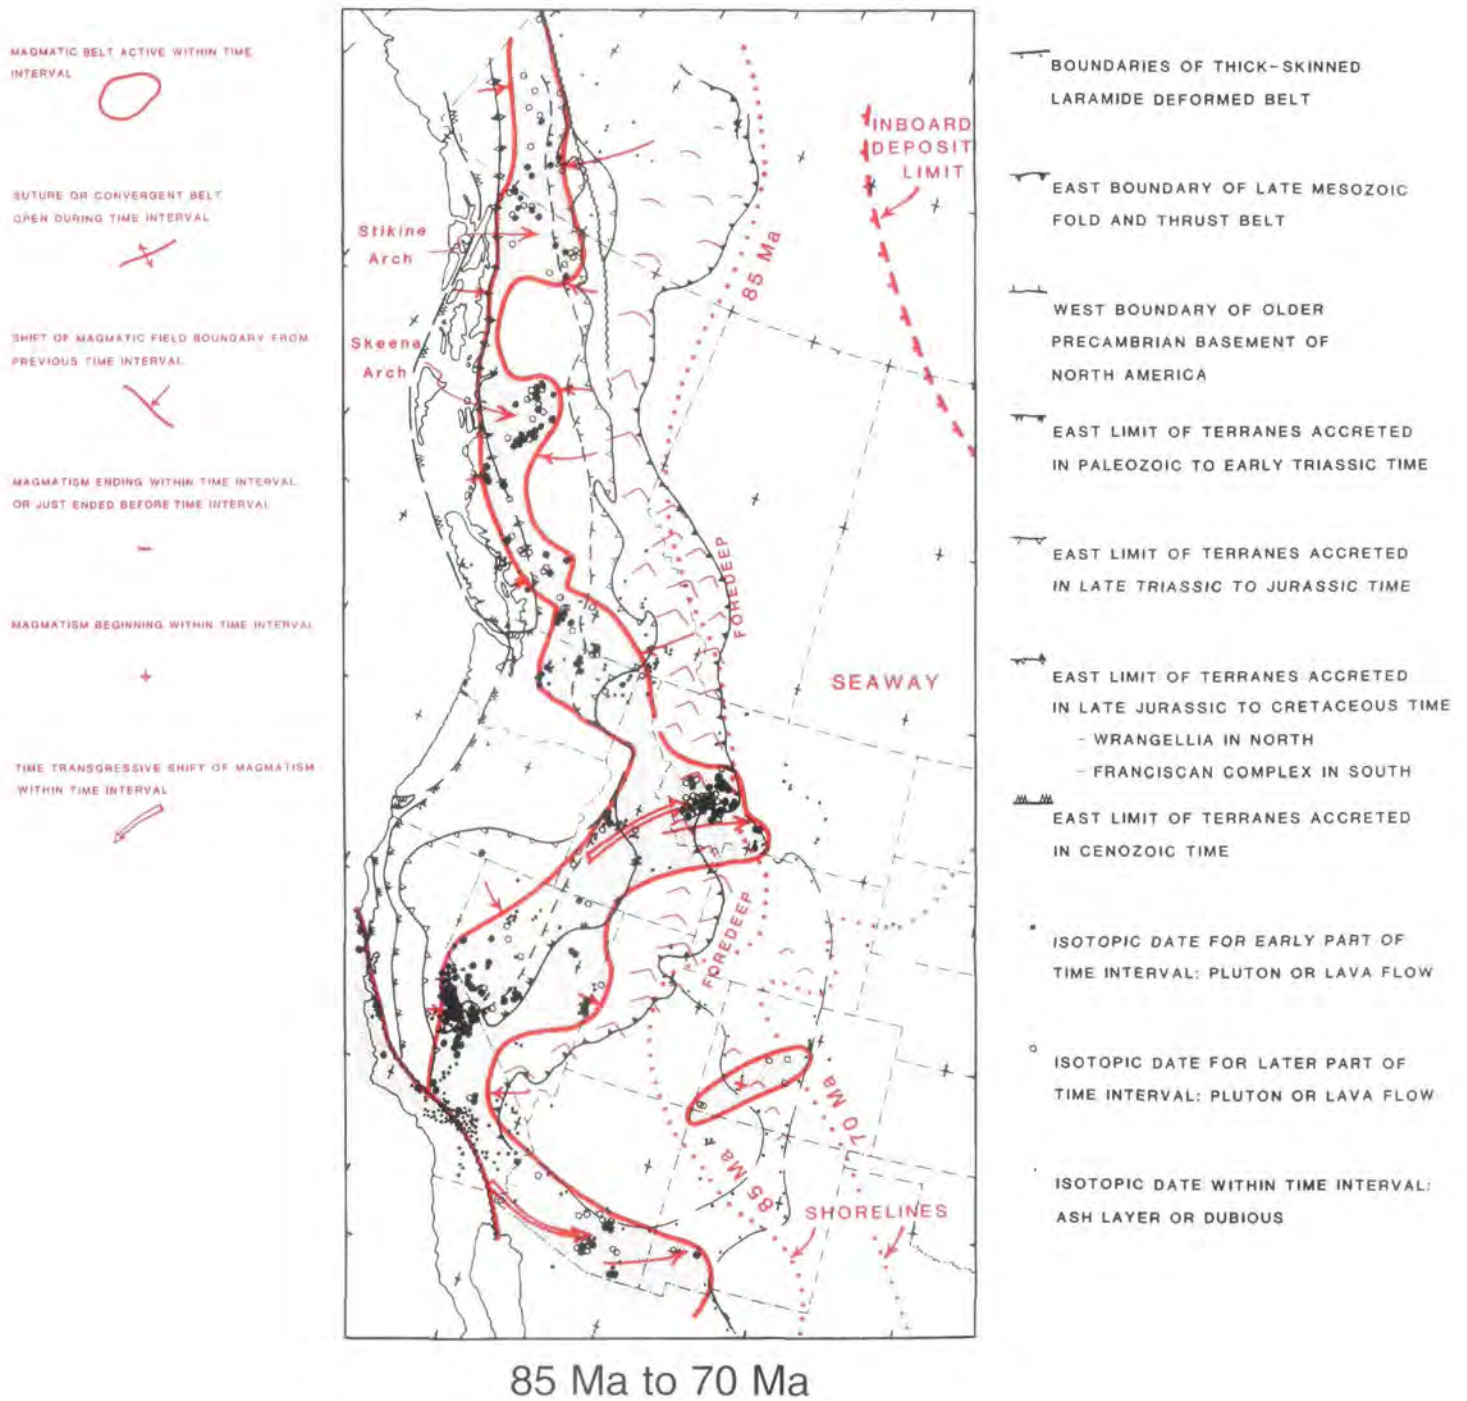 MAGMATIC BELT ACTIVE WITHIN TIME
INTERVAL
SUTURE OR CONVERGENT BELT
OPEN DURING TIME INTERVAL
SHIFT OF MAGMATIC FIELD BOUNDARY FROM
PREVIOUS TIME INTERVAL
MAGMATISM ENDING WITHIN TIME INTERVAL
OR JUST ENDED BEFORE TIME INTERVAL
MAGMATISM BEGINNING WITHIN TIME INTERVAL
TIME TRANSGRESSIVE SHIFT OF MAGMATISM
WITHIN TIME INTERVAL
INBOARD
DEPOSIT
LIMIT
Stikine
Arch
85 Ma
Skeena
Arch
FOREDEEP
SEAWAY
FOREDEEP
70 Ma
85 Ma
SHORELINES
BOUNDARIES OF THICK-SKINNED
LARAMIDE DEFORMED BELT
EAST BOUNDARY OF LATE MESOZOIC
FOLD AND THRUST BELT
WEST BOUNDARY OF OLDER
PRECAMBRIAN BASEMENT OF
NORTH AMERICA
EAST LIMIT OF TERRANES ACCRETED
IN PALEOZOIC TO EARLY TRIASSIC TIME
EAST LIMIT OF TERRANES ACCRETED
IN LATE TRIASSIC TO JURASSIC TIME
EAST LIMIT OF TERRANES ACCRETED
IN LATE JURASSIC TO CRETACEOUS TIME
- WRANGELLIA IN NORTH
- FRANCISCAN COMPLEX IN SOUTH
EAST LIMIT OF TERRANES ACCRETED
IN CENOZOIC TIME
ISOTOPIC DATE FOR EARLY PART OF
TIME INTERVAL: PLUTON OR LAVA FLOW
ISOTOPIC DATE FOR LATER PART OF
TIME INTERVAL: PLUTON OR LAVA FLOW
ISOTOPIC DATE WITHIN TIME INTERVAL:
ASH LAYER OR DUBIOUS
85 Ma to 70 Ma